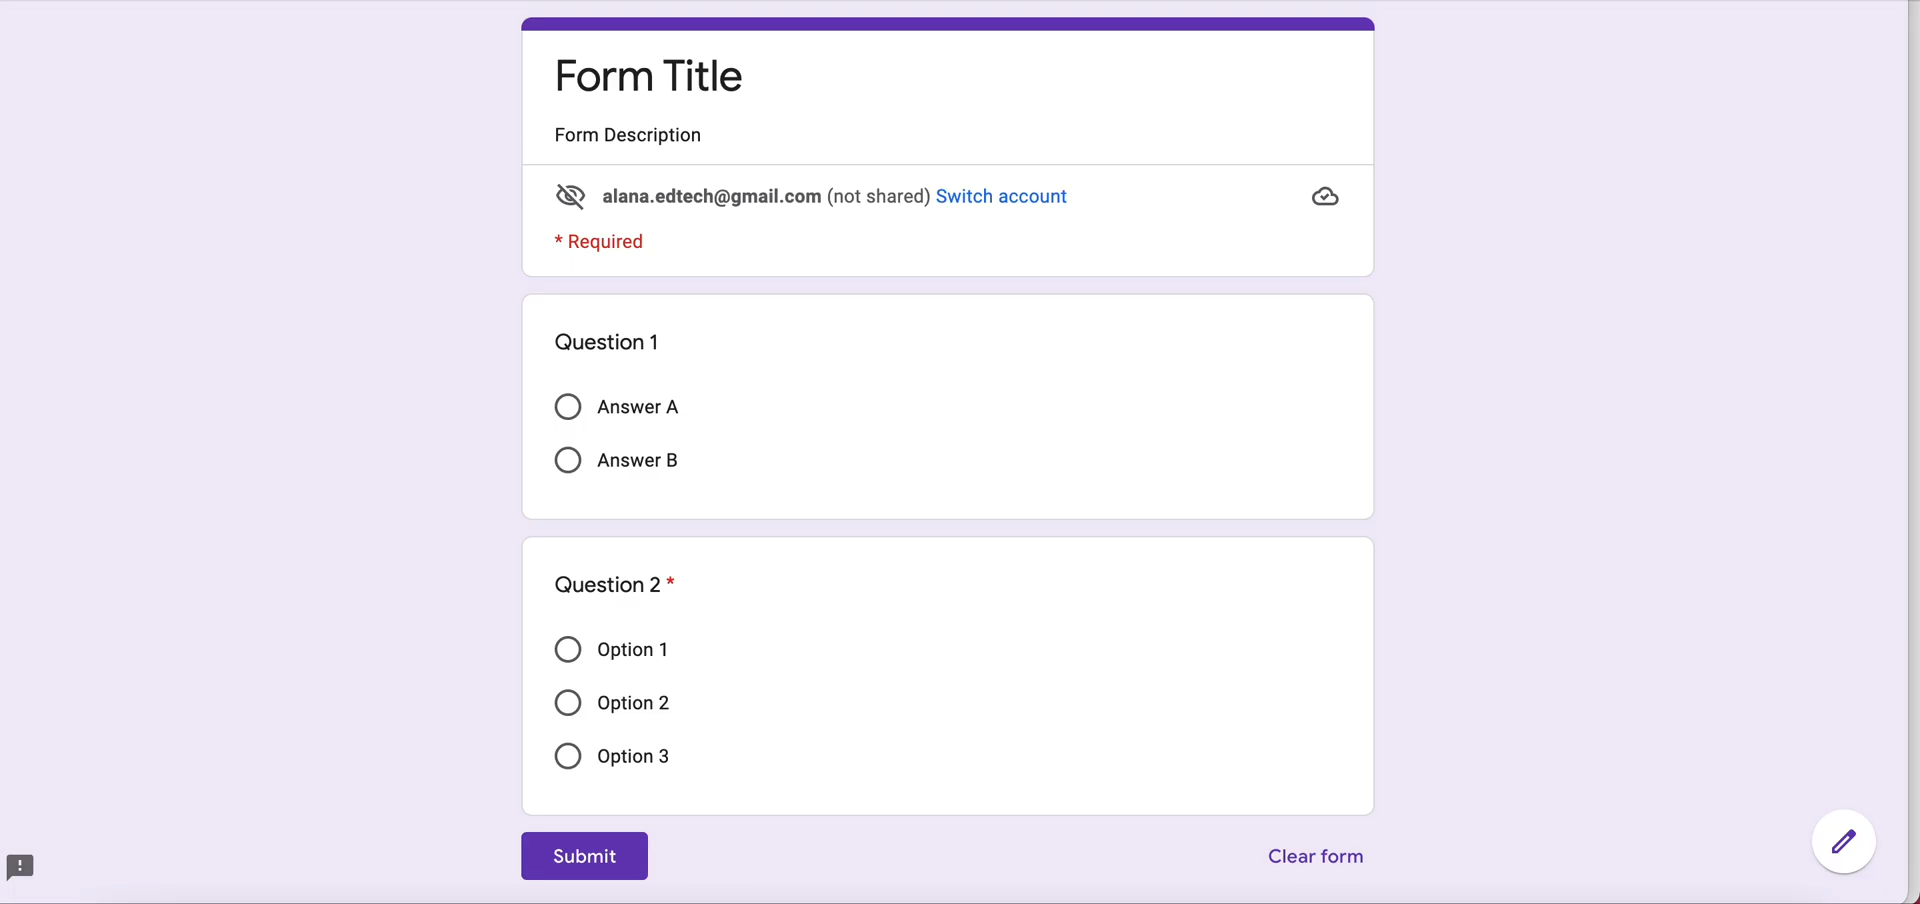 Form Title
Form Description
alana.edtech@gmail.com (not shared) Switch account
* Required
Question 1
Answer A
Answer B
Question 2 *
Option 1
Option 2
Option 3
Submit
Clear form